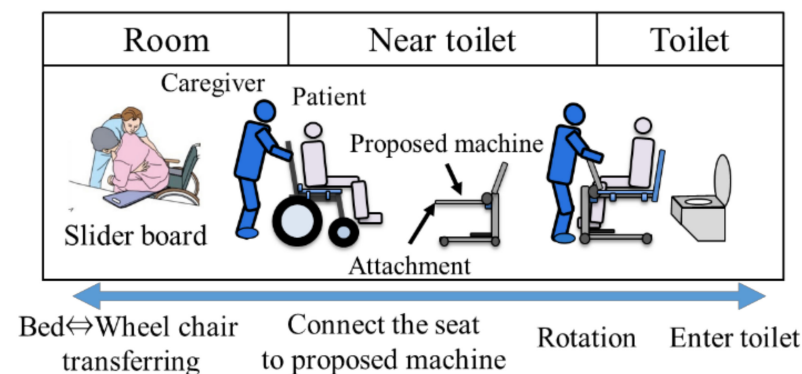 Room
Near toilet
Toilet
Caregiver
Patient
Proposed machine
Slider board
Attachment
Bed⇔Wheel chair
transferring
Connect the seat
to proposed machine
Rotation
Enter toilet